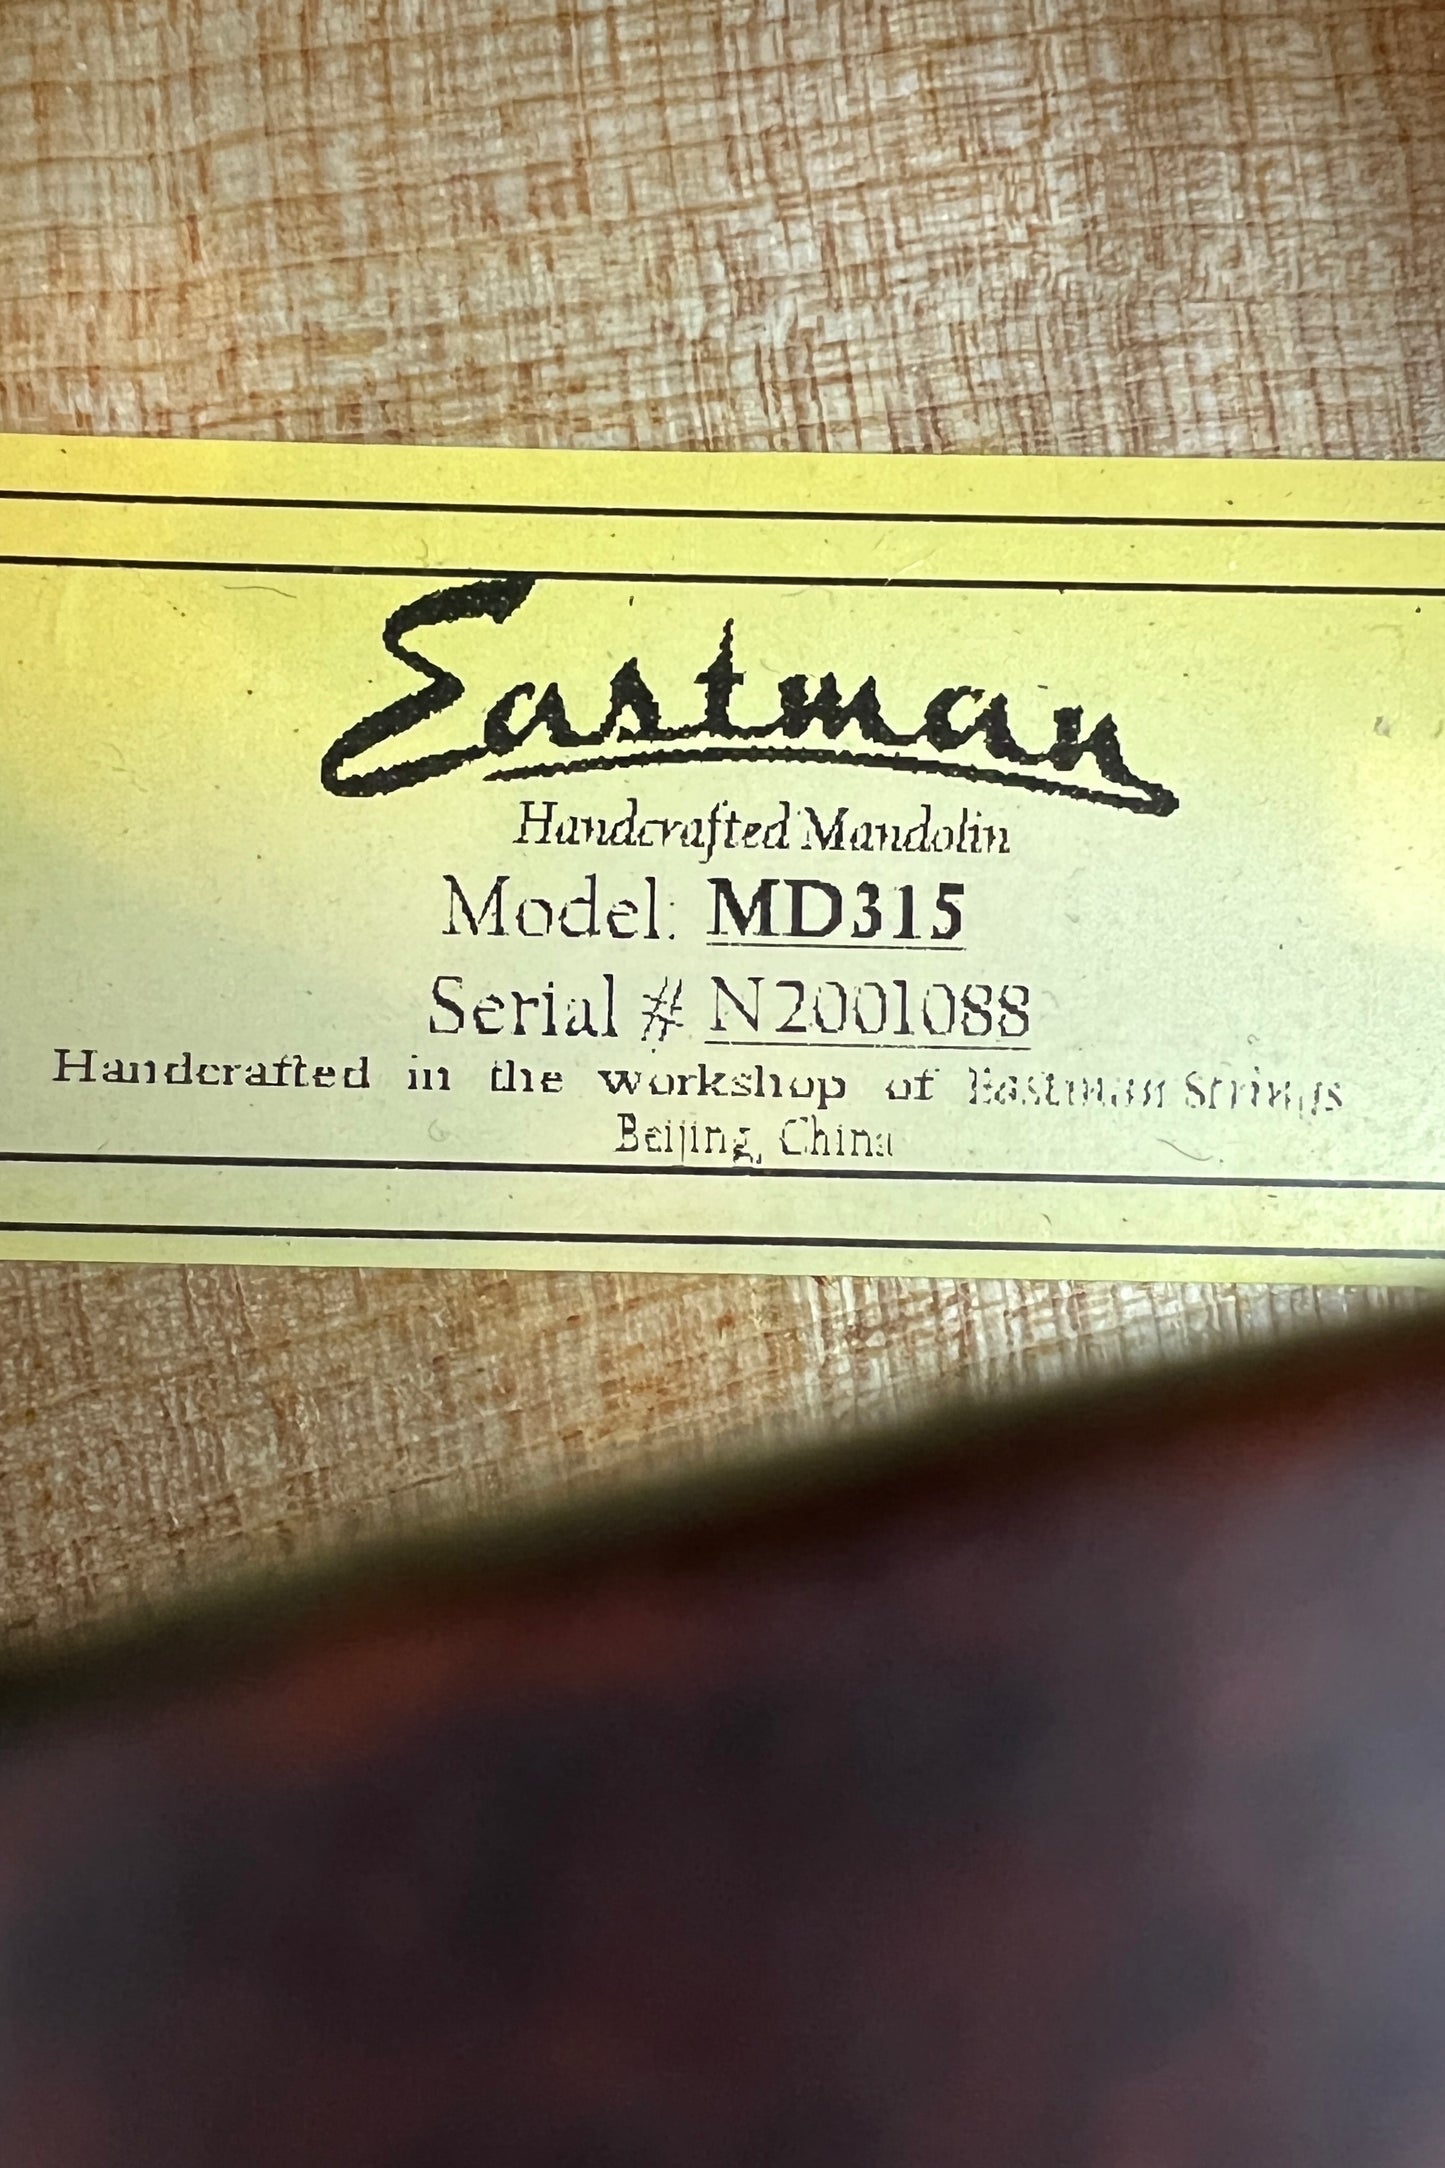 Eastman
Handcrafted Mandolin
Model: MD315
Serial # N2001088
Handcrafted in the workshop of Eastman Strings
Beijing, China